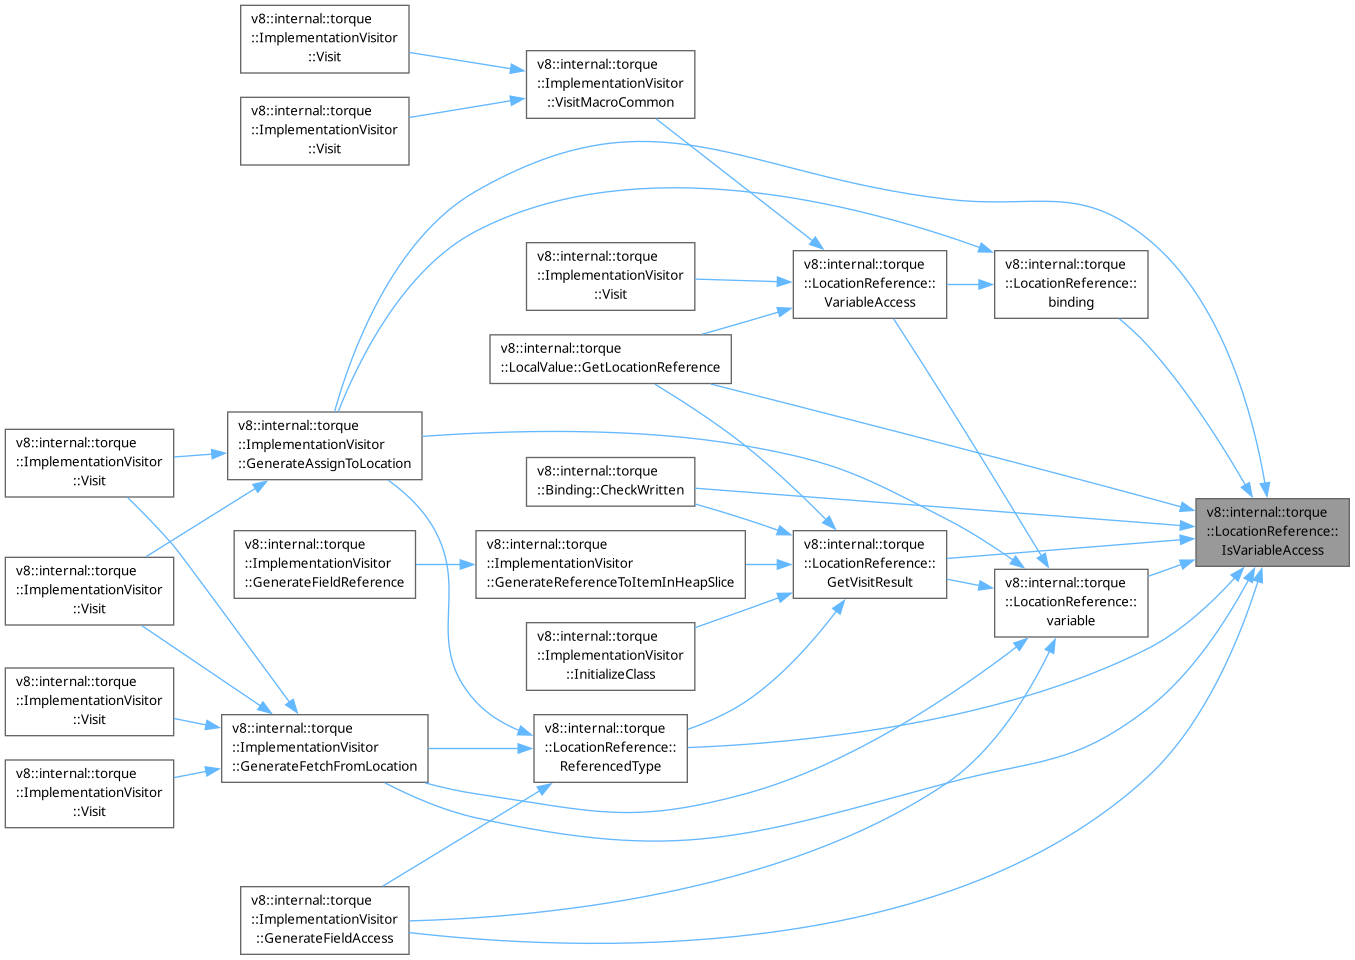 v8::internal::torque
::ImplementationVisitor
::Visit
v8::internal::torque
::ImplementationVisitor
::VisitMacroCommon
v8::internal::torque
::ImplementationVisitor
::Visit
v8::internal::torque
::ImplementationVisitor
::Visit
v8::internal::torque
::LocationReference::
VariableAccess
v8::internal::torque
::LocationReference::
binding
v8::internal::torque
::LocalValue::GetLocationReference
v8::internal::torque
::ImplementationVisitor
::GenerateAssignToLocation
v8::internal::torque
::ImplementationVisitor
::Visit
v8::internal::torque
::Binding::CheckWritten
v8::internal::torque
::LocationReference::
IsVariableAccess
v8::internal::torque
::ImplementationVisitor
::GenerateFieldReference
v8::internal::torque
::ImplementationVisitor
::GenerateReferenceToItemInHeapSlice
v8::internal::torque
::LocationReference::
GetVisitResult
v8::internal::torque
::ImplementationVisitor
::Visit
v8::internal::torque
::LocationReference::
variable
v8::internal::torque
::ImplementationVisitor
::InitializeClass
v8::internal::torque
::ImplementationVisitor
::Visit
v8::internal::torque
::ImplementationVisitor
::GenerateFetchFromLocation
v8::internal::torque
::LocationReference::
ReferencedType
v8::internal::torque
::ImplementationVisitor
::Visit
v8::internal::torque
::ImplementationVisitor
::GenerateFieldAccess